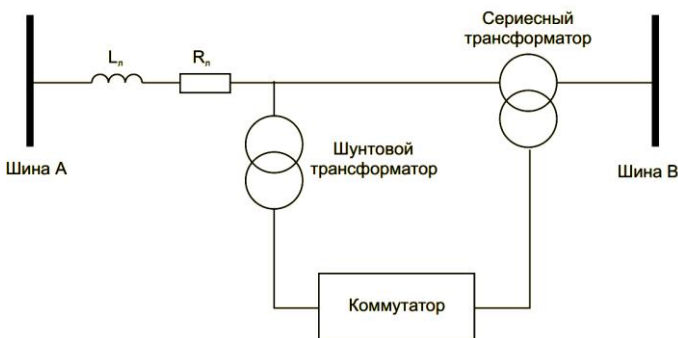 Сериесный
трансформатор
Lл
Rл
Шунтовой
трансформатор
Шина A
Шина B
Коммутатор